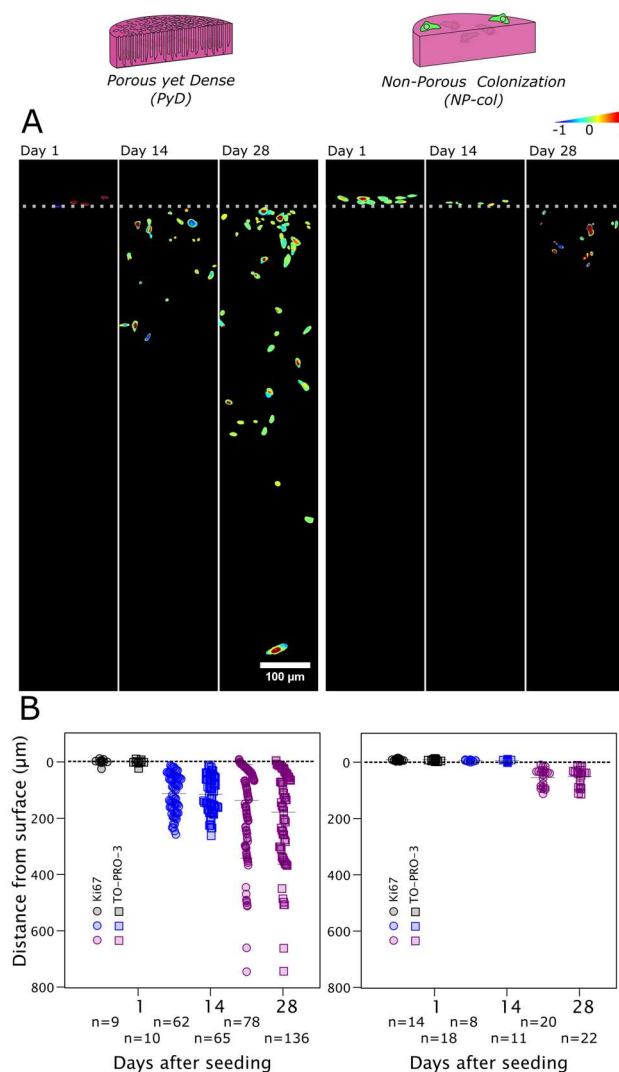 Porous yet Dense
(PyD)
Non-Porous Colonization
(NP-col)
A
-1 0
Day 1 Day 14 Day 28 Day 1 Day 14 Day 28
100 µm
B
Distance from surface (µm)
0
200
400
600
800
Ki67
TO-PRO-3
1 14 28
n=9 n=62 n=78
n=10 n=65 n=136
Days after seeding
0
200
400
600
800
Ki67
TO-PRO-3
1 14 28
n=14 n=8 n=20
n=18 n=11 n=22
Days after seeding